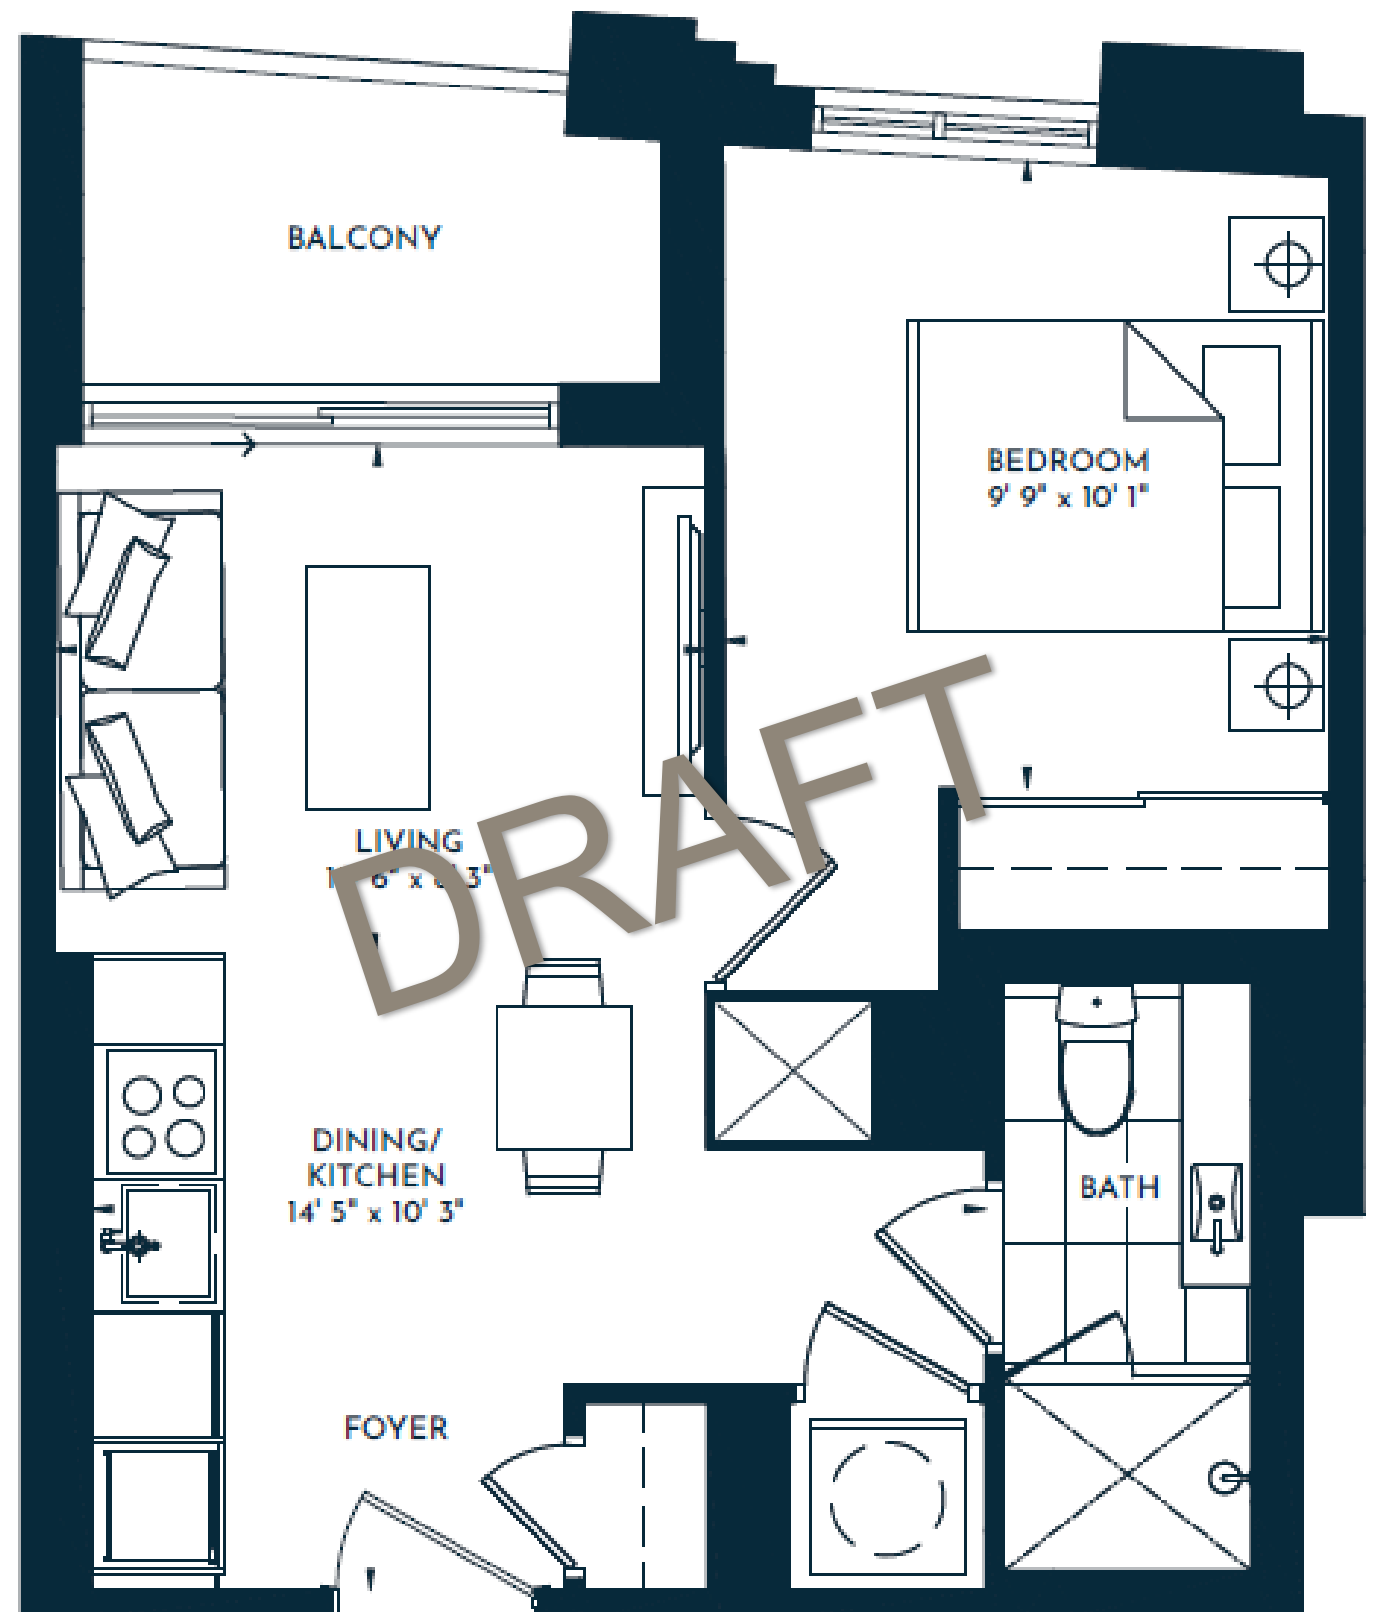 BALCONY
BEDROOM
9' 9" x 10' 1"
DRAFT
LIVING
DINING/
KITCHEN
14' 5" x 10' 3"
BATH
FOYER